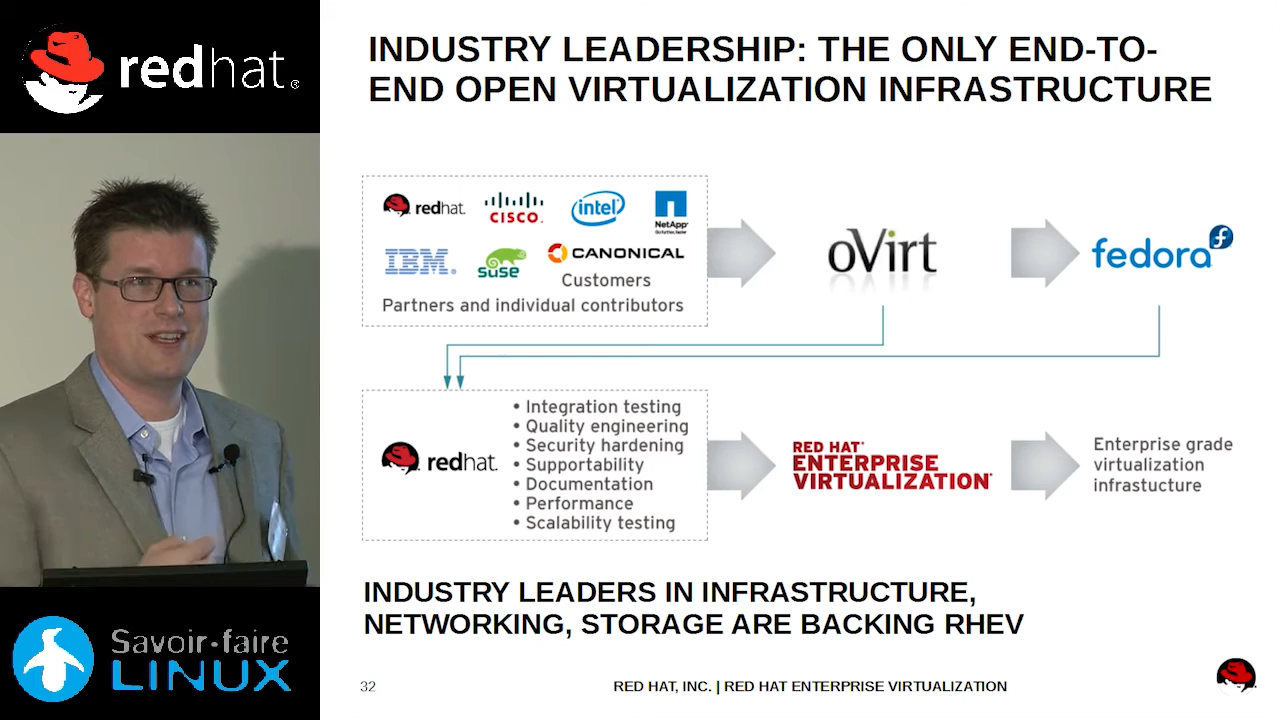 redhat®
INDUSTRY LEADERSHIP: THE ONLY END-TO-
END OPEN VIRTUALIZATION INFRASTRUCTURE
redhat.
CISCO
intel
NetApp
Go further, faster
IBM
SUSE
CANONICAL
Customers
Partners and individual contributors
oVirt
fedora
redhat.
• Integration testing
• Quality engineering
• Security hardening
• Supportability
• Documentation
• Performance
• Scalability testing
RED HAT®
ENTERPRISE
VIRTUALIZATION®
Enterprise grade
virtualization
infrastucture
INDUSTRY LEADERS IN INFRASTRUCTURE,
NETWORKING, STORAGE ARE BACKING RHEV
Savoir-faire
LINUX
32
RED HAT, INC. | RED HAT ENTERPRISE VIRTUALIZATION